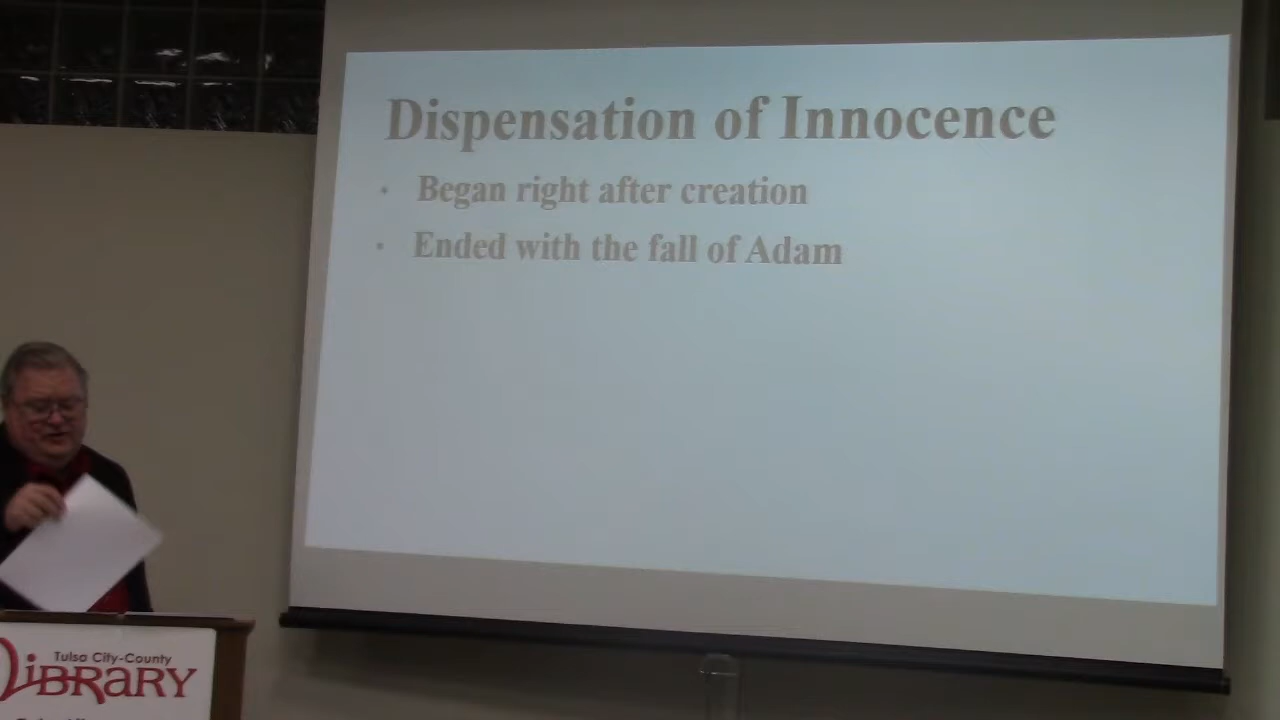 Dispensation of Innocence
• Began right after creation
• Ended with the fall of Adam
Tulsa City-County
LIBRARY